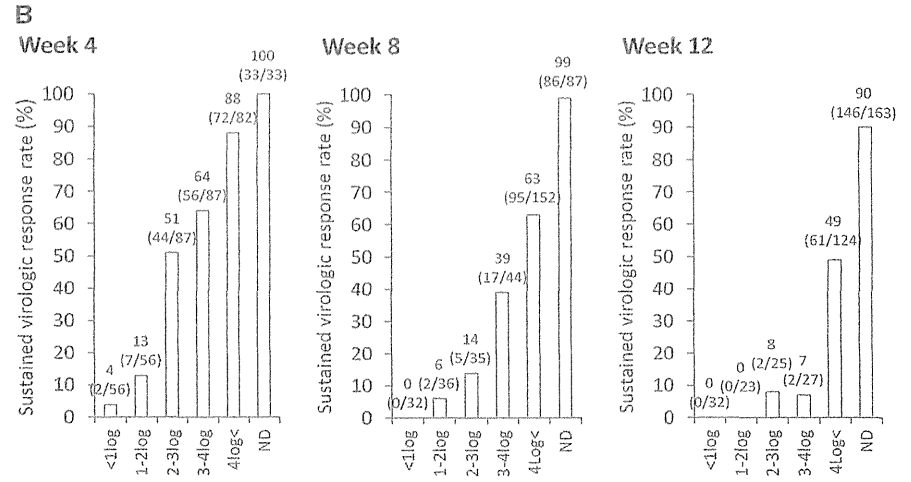 B
Week 4
Sustained virologic response rate (%)
100
90
80
70
60
50
40
30
20
10
0
4
(2/56)
13
(7/56)
51
(44/87)
64
(56/87)
88
(72/82)
100
(33/33)
<1log
1-2log
2-3log
3-4log
4log<
ND
Week 8
Sustained virologic response rate (%)
100
90
80
70
60
50
40
30
20
10
0
0
(0/32)
6
(2/36)
14
(5/35)
39
(17/44)
63
(95/152)
99
(86/87)
<1log
1-2log
2-3log
3-4log
4Log<
ND
Week 12
Sustained virologic response rate (%)
100
90
80
70
60
50
40
30
20
10
0
0
(0/32)
0
(0/23)
8
(2/25)
7
(2/27)
49
(61/124)
90
(146/163)
<1log
1-2log
2-3log
3-4log
4Log<
ND